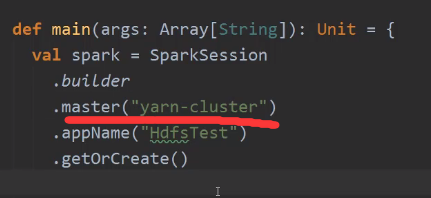 def main(args: Array[String]): Unit = {
val spark = SparkSession
.builder
.master("yarn-cluster")
.appName("HdfsTest")
.getOrCreate()